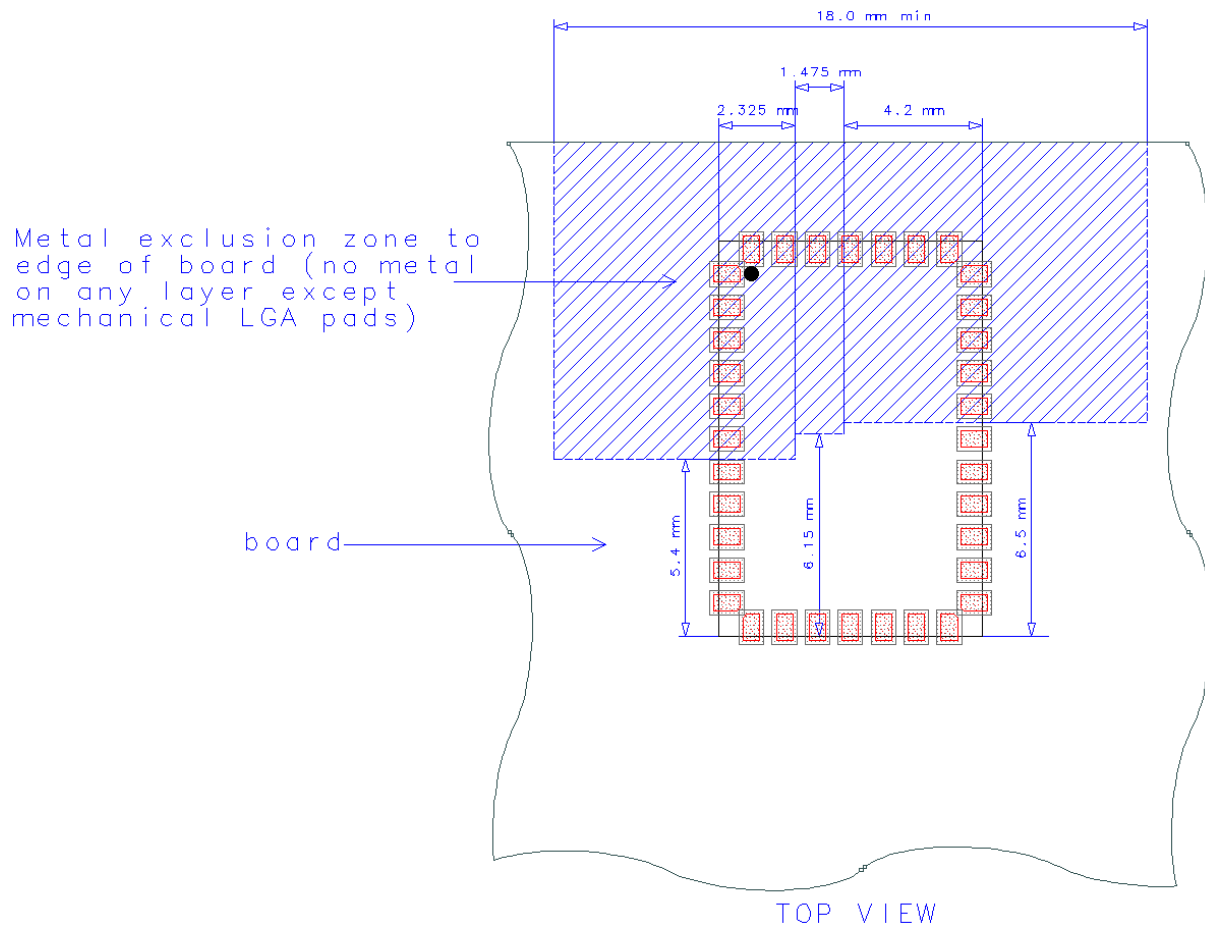 18.0 mm min
1.475 mm
2.325 mm
4.2 mm
Metal exclusion zone to
edge of board (no metal
on any layer except
mechanical LGA pads)
board
5.4 mm
6.15 mm
6.5 mm
TOP VIEW